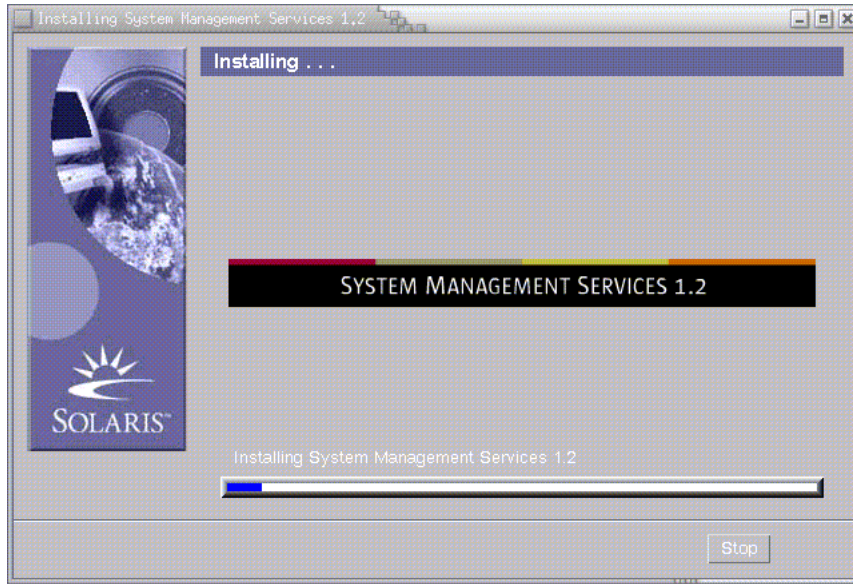 Installing System Management Services 1.2
Installing . . .
SYSTEM MANAGEMENT SERVICES 1.2
SOLARIS™
Installing System Management Services 1.2
Stop